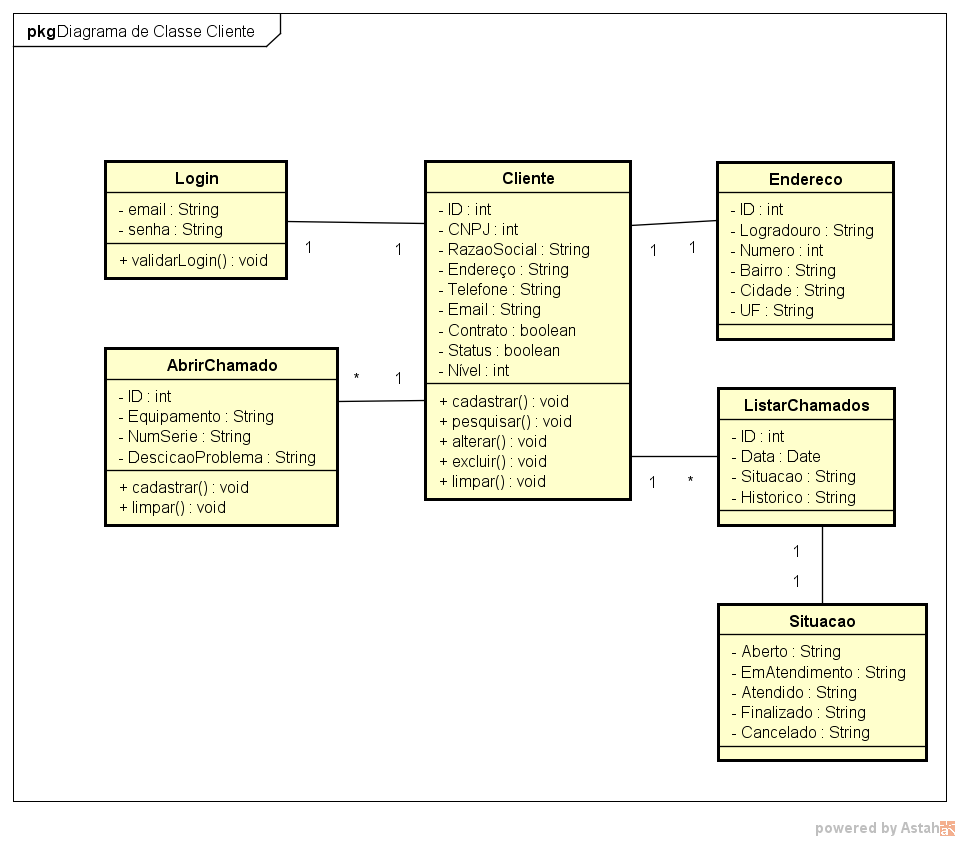 pkg Diagrama de Classe Cliente
Login
- email : String
- senha : String
+ validarLogin() : void
1
1
Cliente
- ID : int
- CNPJ : int
- RazaoSocial : String
- Endereço : String
- Telefone : String
- Email : String
- Contrato : boolean
- Status : boolean
- Nível : int
+ cadastrar() : void
+ pesquisar() : void
+ alterar() : void
+ excluir() : void
+ limpar() : void
1
1
Endereco
- ID : int
- Logradouro : String
- Numero : int
- Bairro : String
- Cidade : String
- UF : String
AbrirChamado
- ID : int
- Equipamento : String
- NumSerie : String
- DescicaoProblema : String
+ cadastrar() : void
+ limpar() : void
*
1
1
*
ListarChamados
- ID : int
- Data : Date
- Situacao : String
- Historico : String
1
1
Situacao
- Aberto : String
- EmAtendimento : String
- Atendido : String
- Finalizado : String
- Cancelado : String
powered by Astah